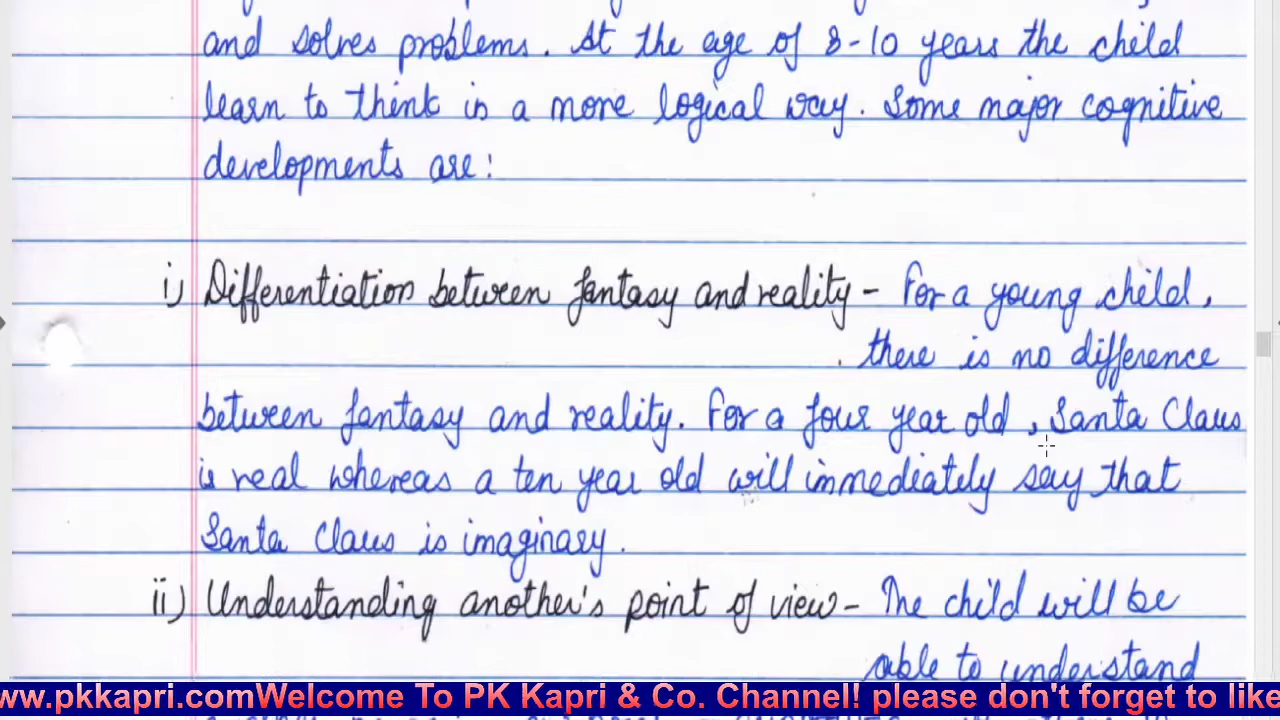 and solves problems. At the age of 8-10 years the child
learn to think in a more logical way. Some major cognitive
developments are:
i) Differentiation between fantasy and reality - For a young child,
there is no difference
between fantasy and reality. For a four year old, Santa Claus
is real whereas a ten year old will immediately say that
Santa Claus is imaginary.
ii) Understanding another's point of view - The child will be
able to understand
www.pkkapri.comWelcome To PK Kapri & Co. Channel! please don't forget to like